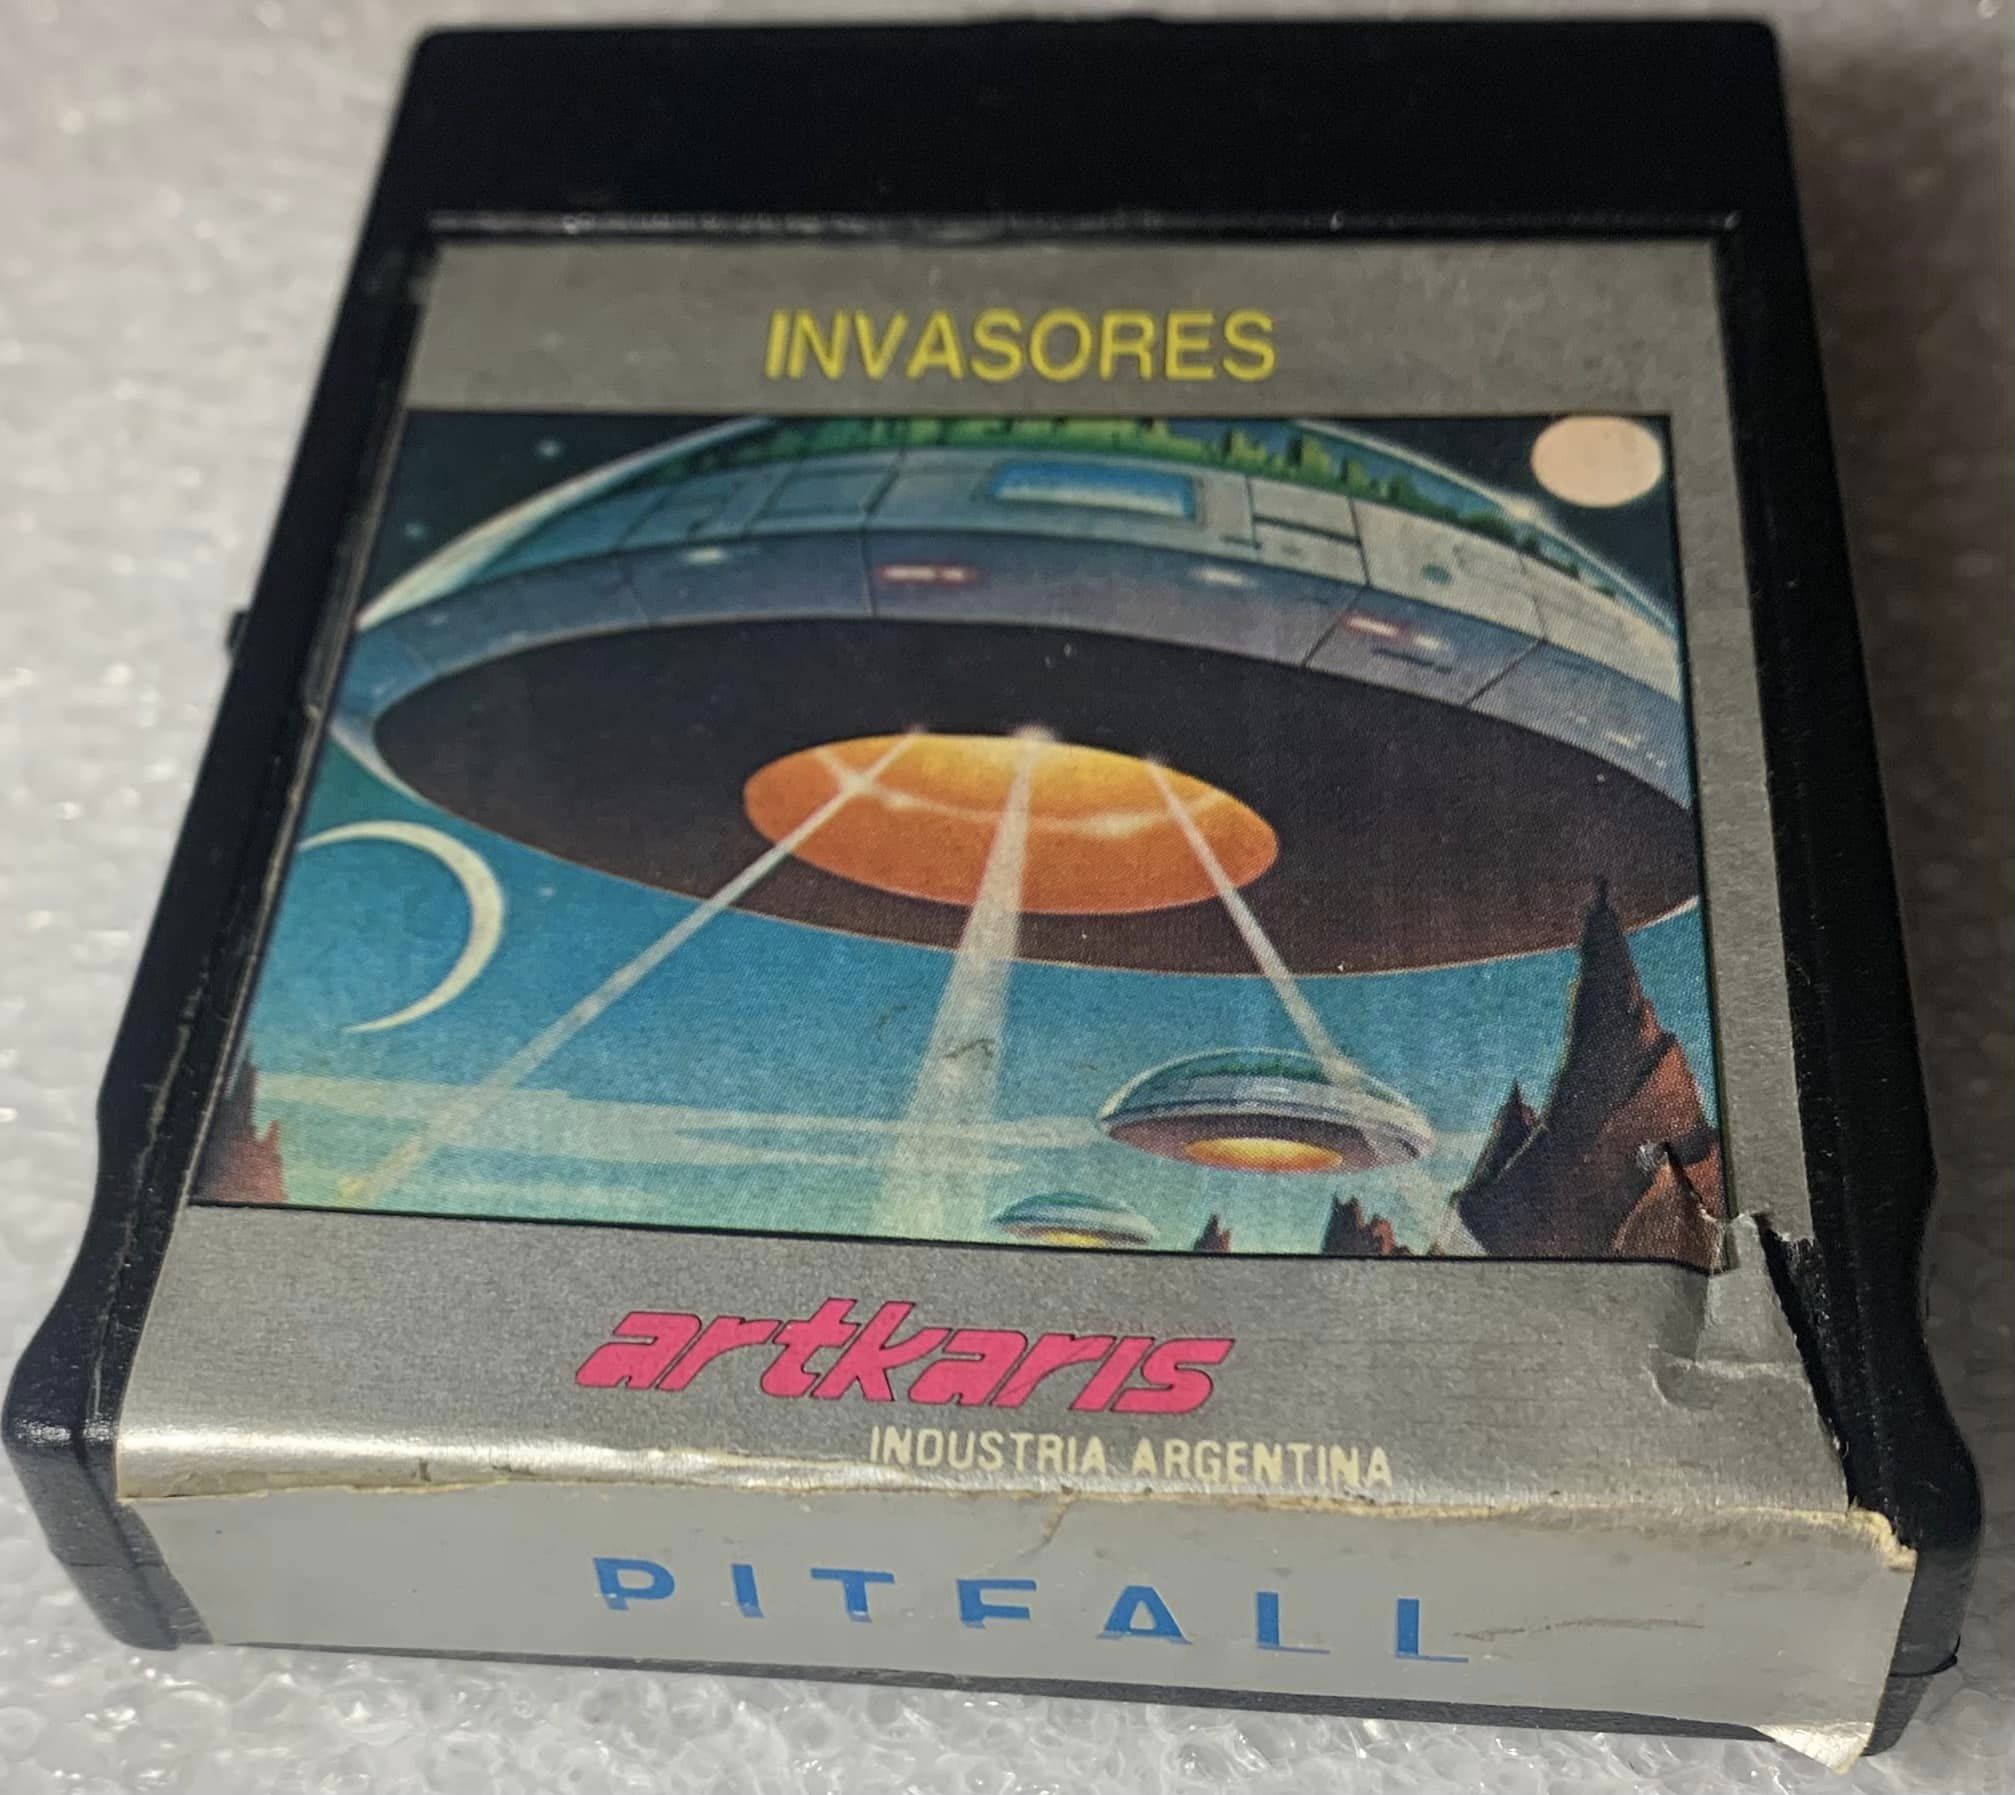 INVASORES
artkaris
INDUSTRIA ARGENTINA
PITFALL